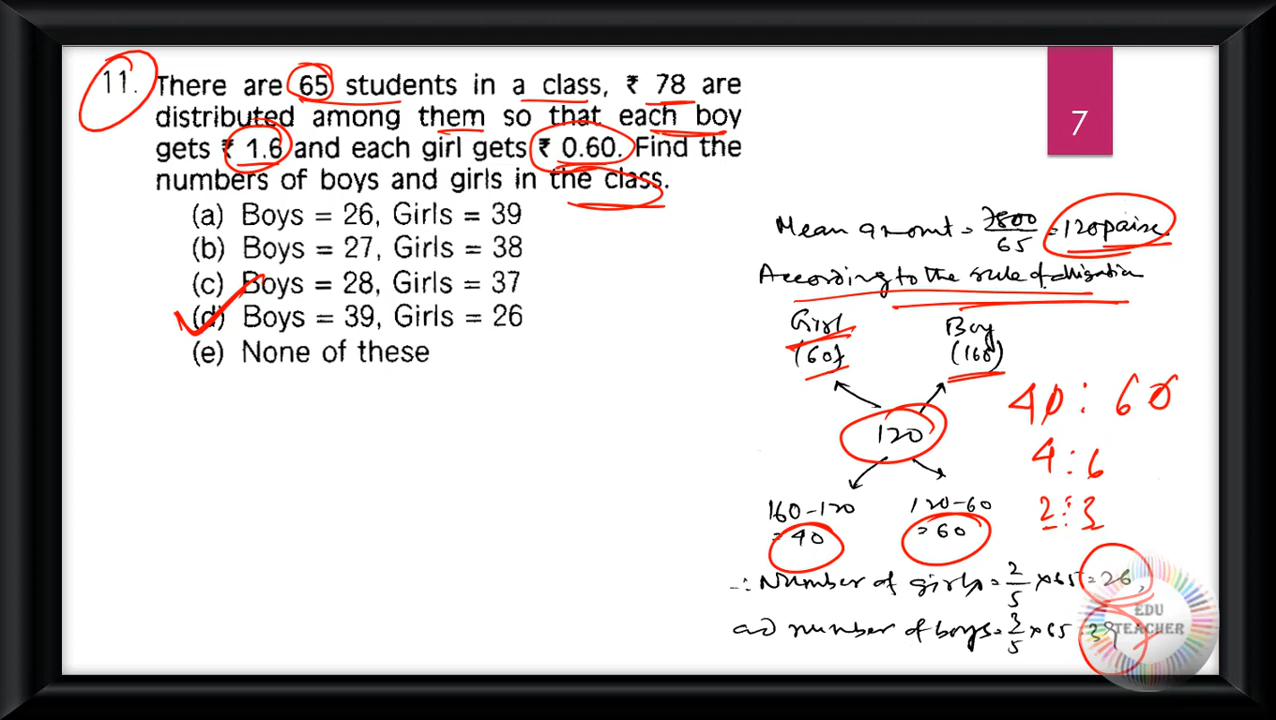 11. There are 65 students in a class, ₹ 78 are
distributed among them so that each boy
gets ₹ 1.6 and each girl gets ₹ 0.60. Find the
numbers of boys and girls in the class.
(a) Boys = 26, Girls = 39
(b) Boys = 27, Girls = 38
(c) Boys = 28, Girls = 37
(d) Boys = 39, Girls = 26
(e) None of these
7
Mean amount = 7800/65 = 120 paise
According to the rule of alligation
Girl Boy
(60) (160)
120
160-120 120-60
= 40 = 60
40 : 60
4 : 6
2 : 3
∴ Number of girls = 2/5 × 65 = 26,
and number of boys = 3/5 × 65 = 39
EDU
TEACHER